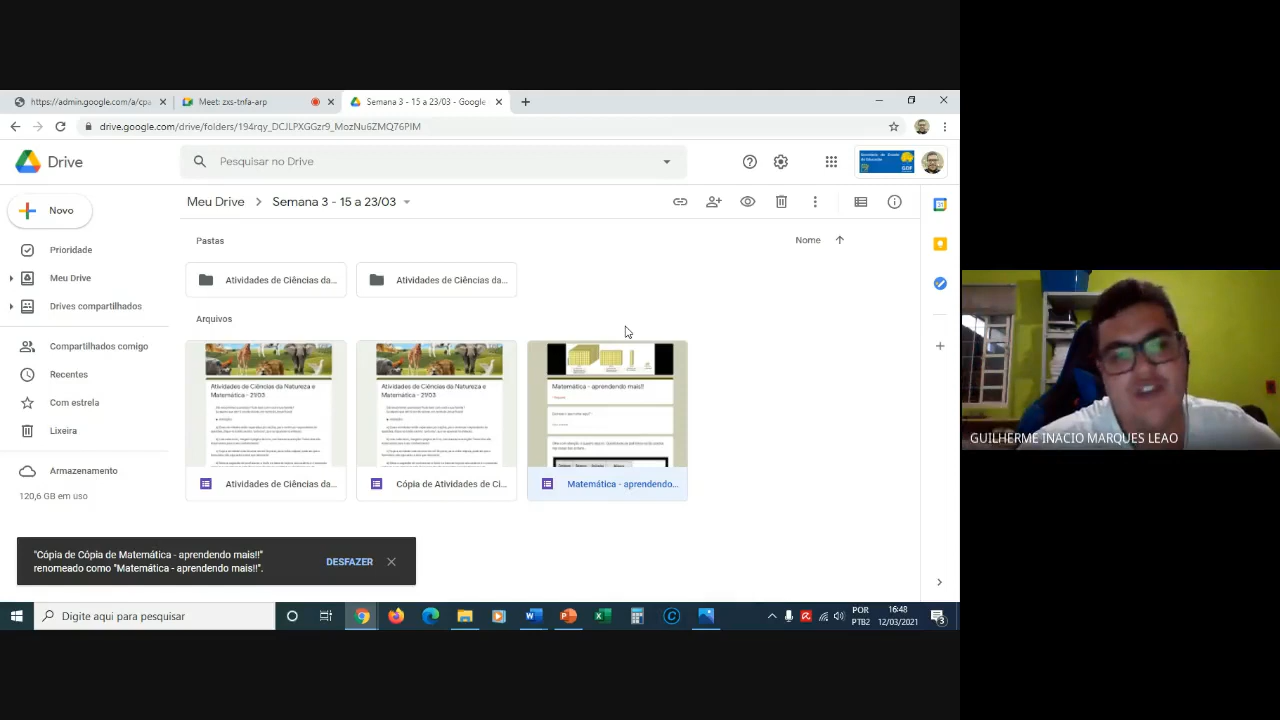 https://admin.google.com/a/cpa
Meet: zxs-tnfa-arp
Semana 3 - 15 a 23/03 - Google
drive.google.com/drive/folders/194rqy_DCJLPXGGzr9_MozNu6ZMQ76PIM
Drive
Pesquisar no Drive
Novo
Meu Drive
Semana 3 - 15 a 23/03
Pastas
Nome
Prioridade
Meu Drive
Drives compartilhados
Compartilhados comigo
Recentes
Com estrela
Lixeira
Armazenamento
120,6 GB em uso
Atividades de Ciências da...
Atividades de Ciências da...
Arquivos
Atividades de Ciências da Natureza e
Matemática - 21/03
Atividades de Ciências da Natureza e
Matemática - 21/03
Matemática - aprendendo mais!!
Atividades de Ciências da...
Cópia de Atividades de Ci...
Matemática - aprendendo...
"Cópia de Cópia de Matemática - aprendendo mais!!"
renomeado como "Matemática - aprendendo mais!!".
DESFAZER
GUILHERME INACIO MARQUES LEAO
Digite aqui para pesquisar
POR
PTB2
16:48
12/03/2021
3